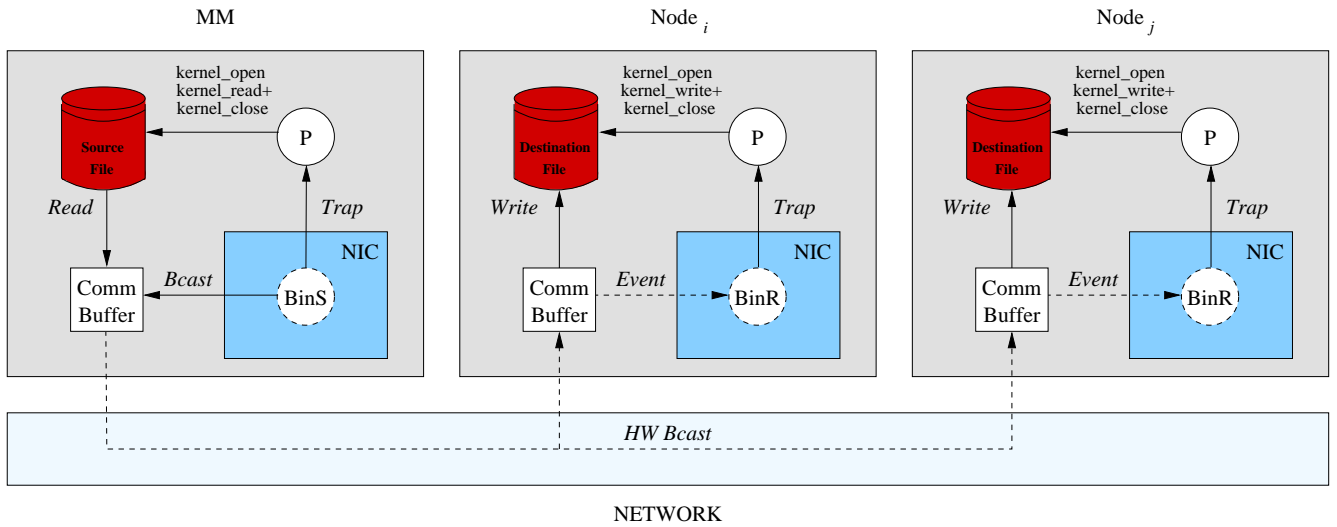 MM
Node i
Node j
kernel_open
kernel_read+
kernel_close
P
Source
File
Read
Trap
NIC
Comm
Buffer
Bcast
BinS
kernel_open
kernel_write+
kernel_close
P
Destination
File
Write
Trap
NIC
Comm
Buffer
Event
BinR
kernel_open
kernel_write+
kernel_close
P
Destination
File
Write
Trap
NIC
Comm
Buffer
Event
BinR
HW Bcast
NETWORK